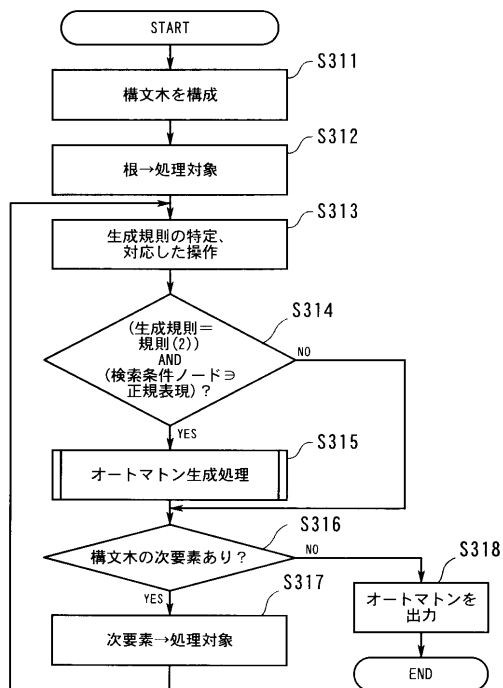 START
S311
構文木を構成
S312
根→処理対象
S313
生成規則の特定、
対応した操作
S314
(生成規則＝
規則(2))
AND
(検索条件ノード∋
正規表現)？
NO
YES
S315
オートマトン生成処理
S316
構文木の次要素あり？
NO
YES
S317
次要素→処理対象
S318
オートマトンを
出力
END